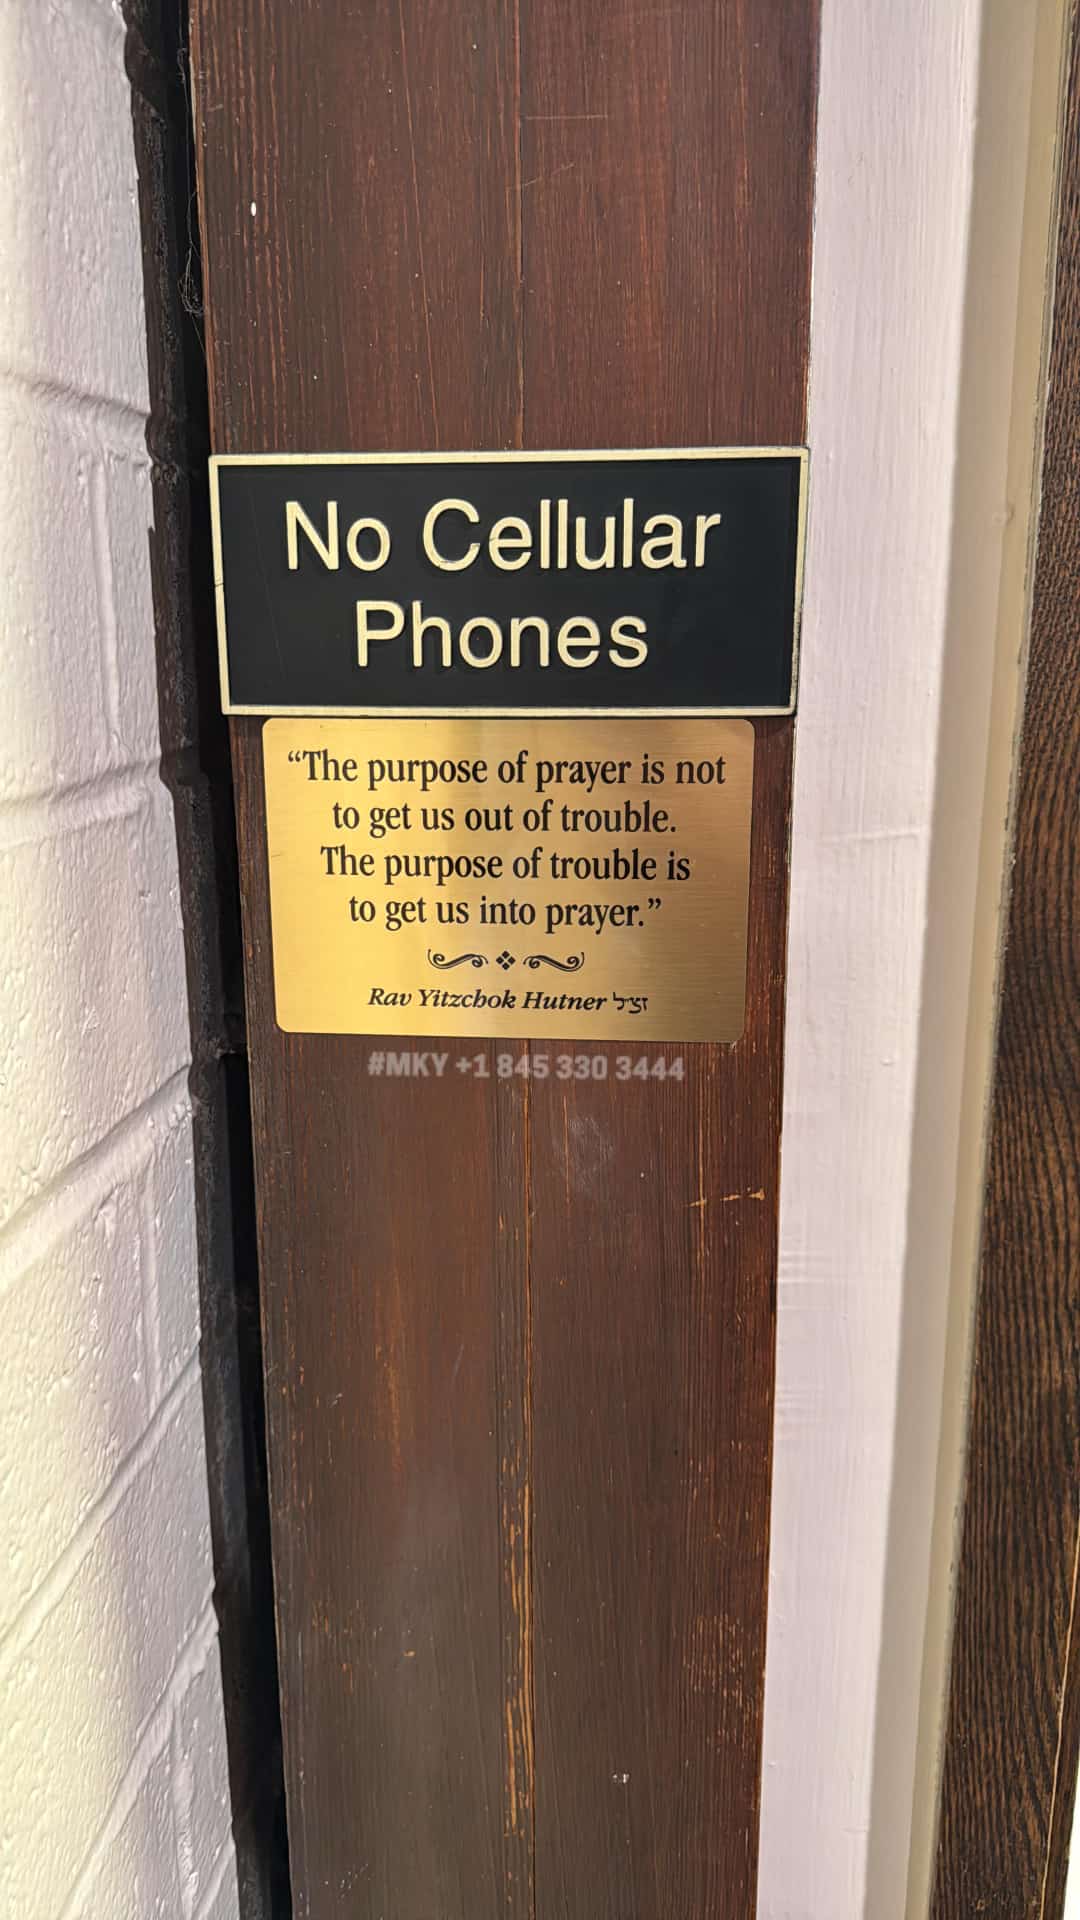 No Cellular
Phones
“The purpose of prayer is not
to get us out of trouble.
The purpose of trouble is
to get us into prayer.”
Rav Yitzchok Hutner זצ״ל
#MKY +1 845 330 3444